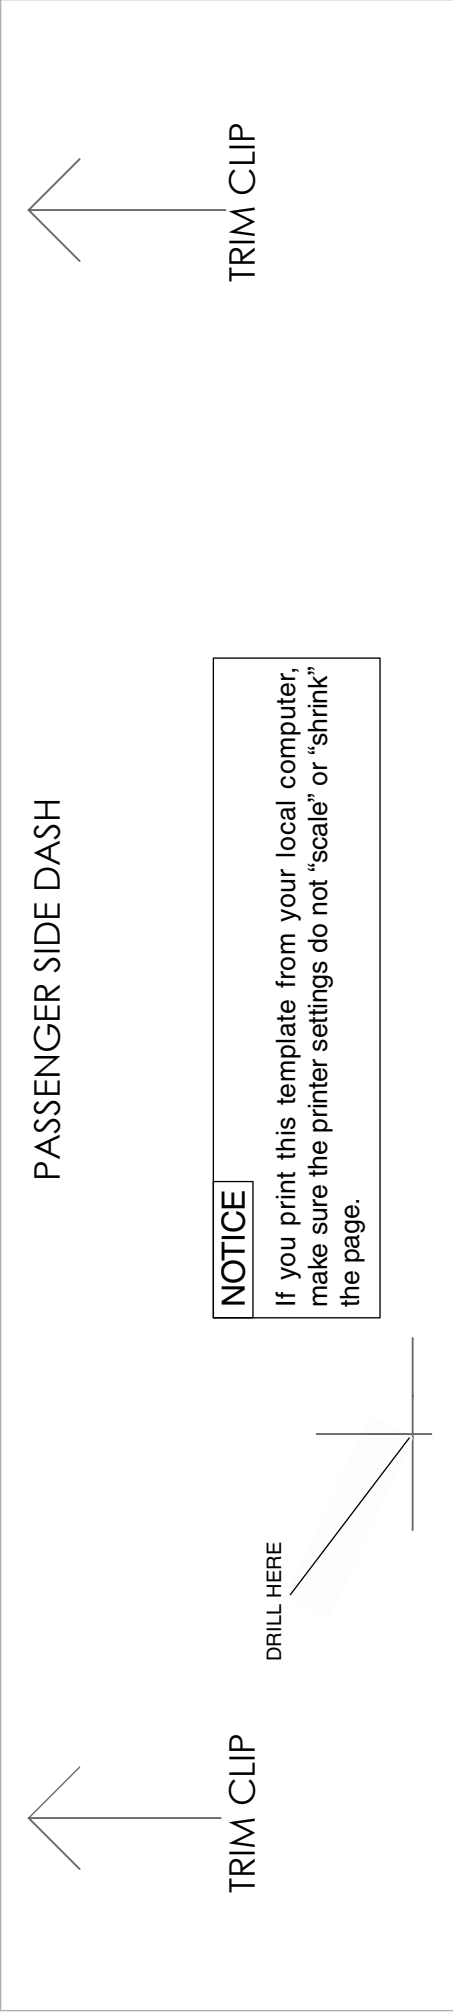 PASSENGER SIDE DASH
TRIM CLIP
TRIM CLIP
NOTICE
If you print this template from your local computer,
make sure the printer settings do not “scale” or “shrink”
the page.
DRILL HERE